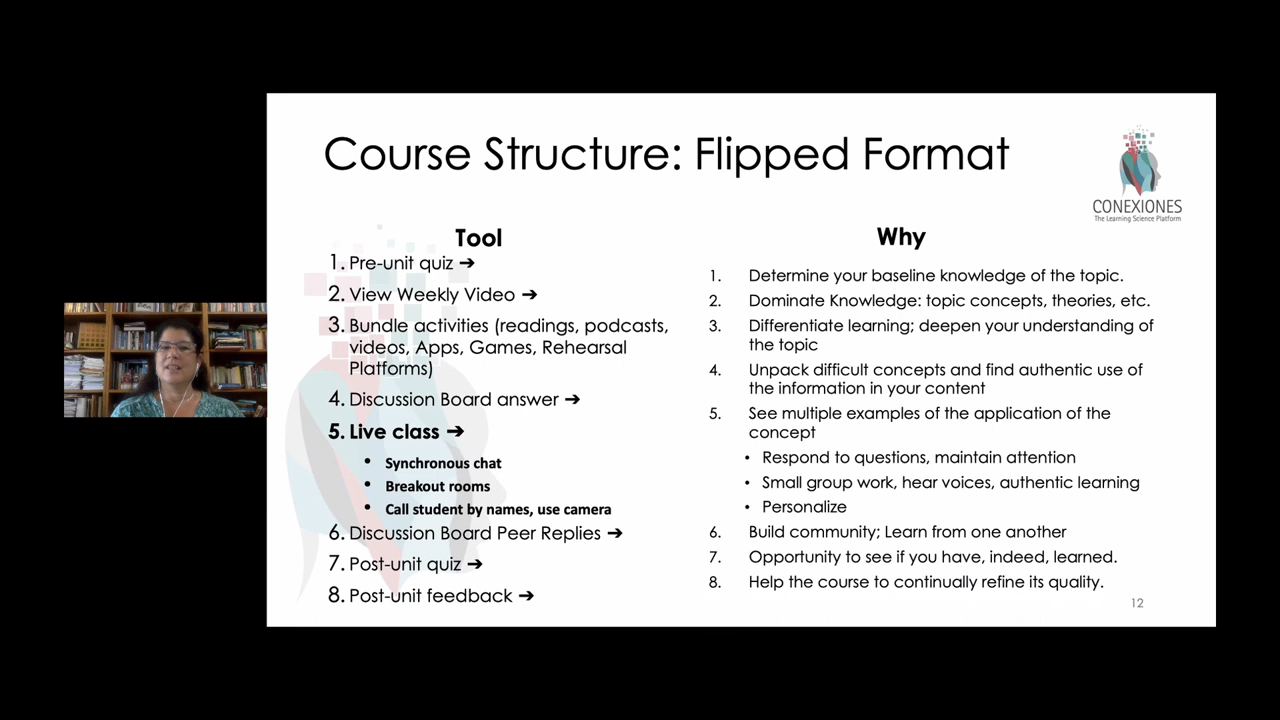 Course Structure: Flipped Format
CONEXIONES
The Learning Science Platform
Tool
1. Pre-unit quiz ➔
2. View Weekly Video ➔
3. Bundle activities (readings, podcasts,
videos, Apps, Games, Rehearsal
Platforms)
4. Discussion Board answer ➔
5. Live class ➔
• Synchronous chat
• Breakout rooms
• Call student by names, use camera
6. Discussion Board Peer Replies ➔
7. Post-unit quiz ➔
8. Post-unit feedback ➔
Why
1. Determine your baseline knowledge of the topic.
2. Dominate Knowledge: topic concepts, theories, etc.
3. Differentiate learning; deepen your understanding of
the topic
4. Unpack difficult concepts and find authentic use of
the information in your content
5. See multiple examples of the application of the
concept
• Respond to questions, maintain attention
• Small group work, hear voices, authentic learning
• Personalize
6. Build community; Learn from one another
7. Opportunity to see if you have, indeed, learned.
8. Help the course to continually refine its quality.
12